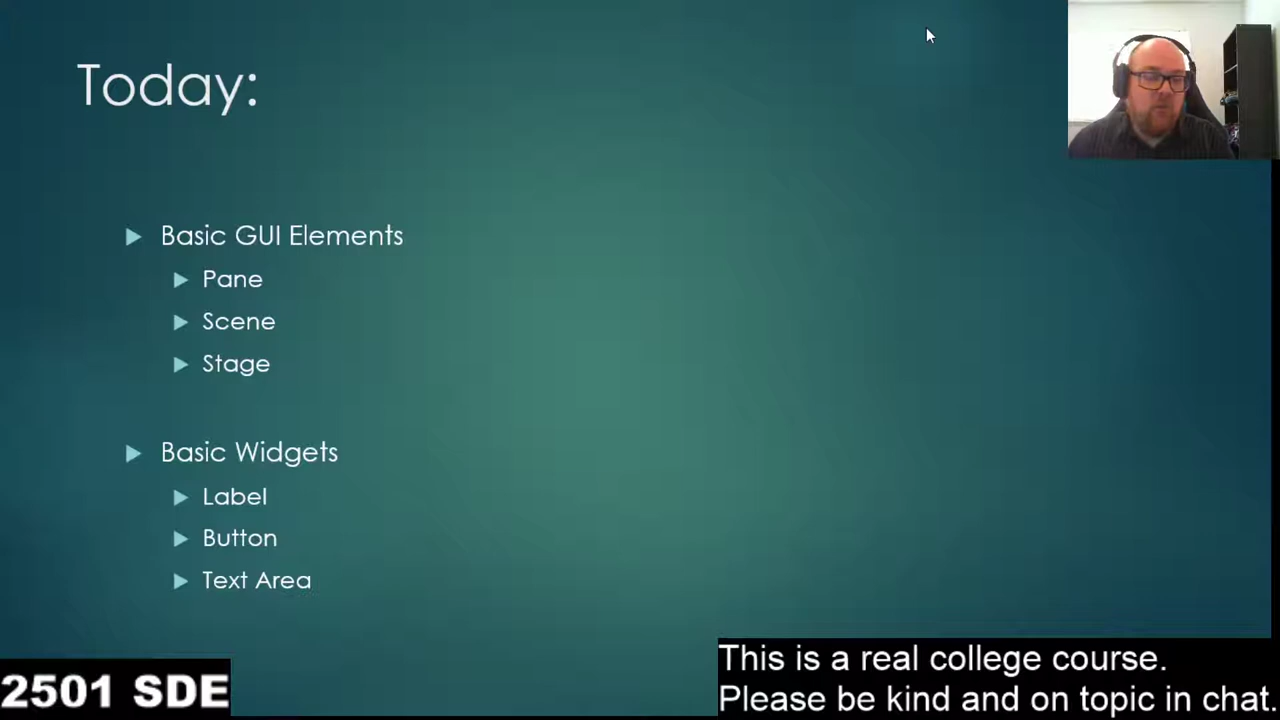 Today:
Basic GUI Elements
Pane
Scene
Stage
Basic Widgets
Label
Button
Text Area
2501 SDE
This is a real college course.
Please be kind and on topic in chat.